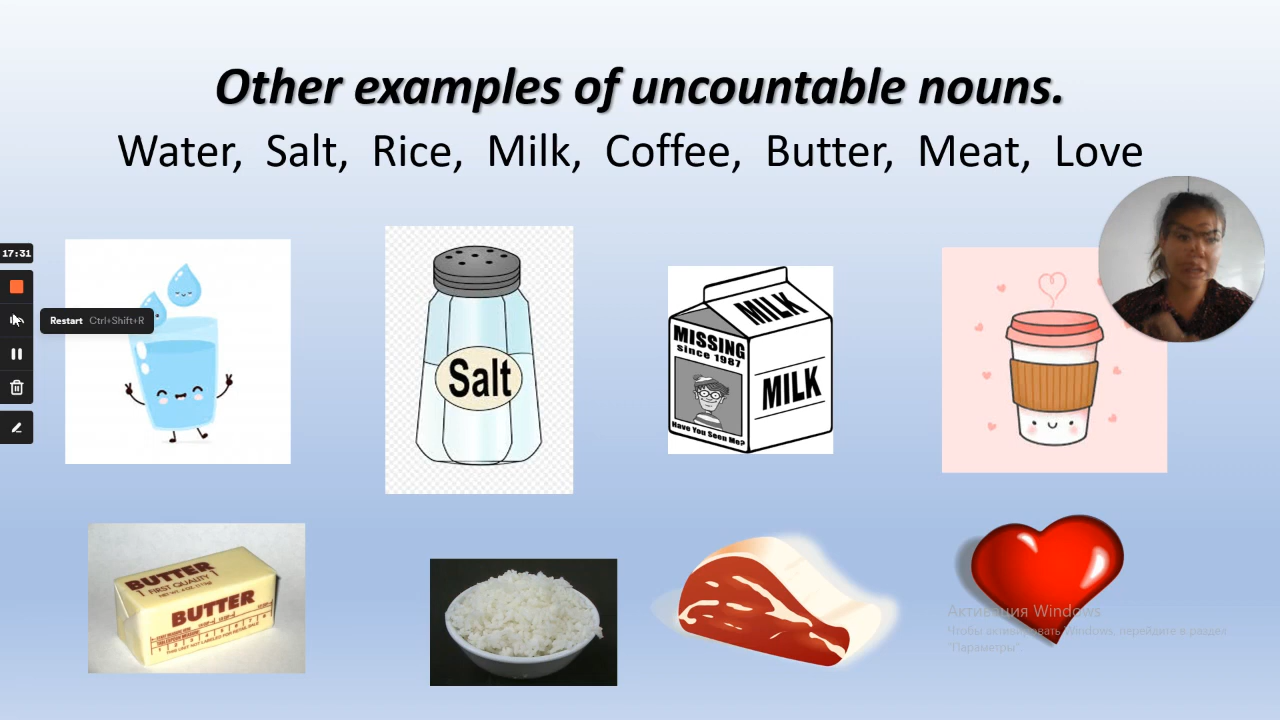 Other examples of uncountable nouns.
Water, Salt, Rice, Milk, Coffee, Butter, Meat, Love
17:31
Restart Ctrl+Shift+R
Salt
MILK
MISSING
since 1987
MILK
Have You Seen Me?
BUTTER
FIRST QUALITY
BUTTER
Активация Windows
Чтобы активировать Windows, перейдите в раздел
"Параметры".